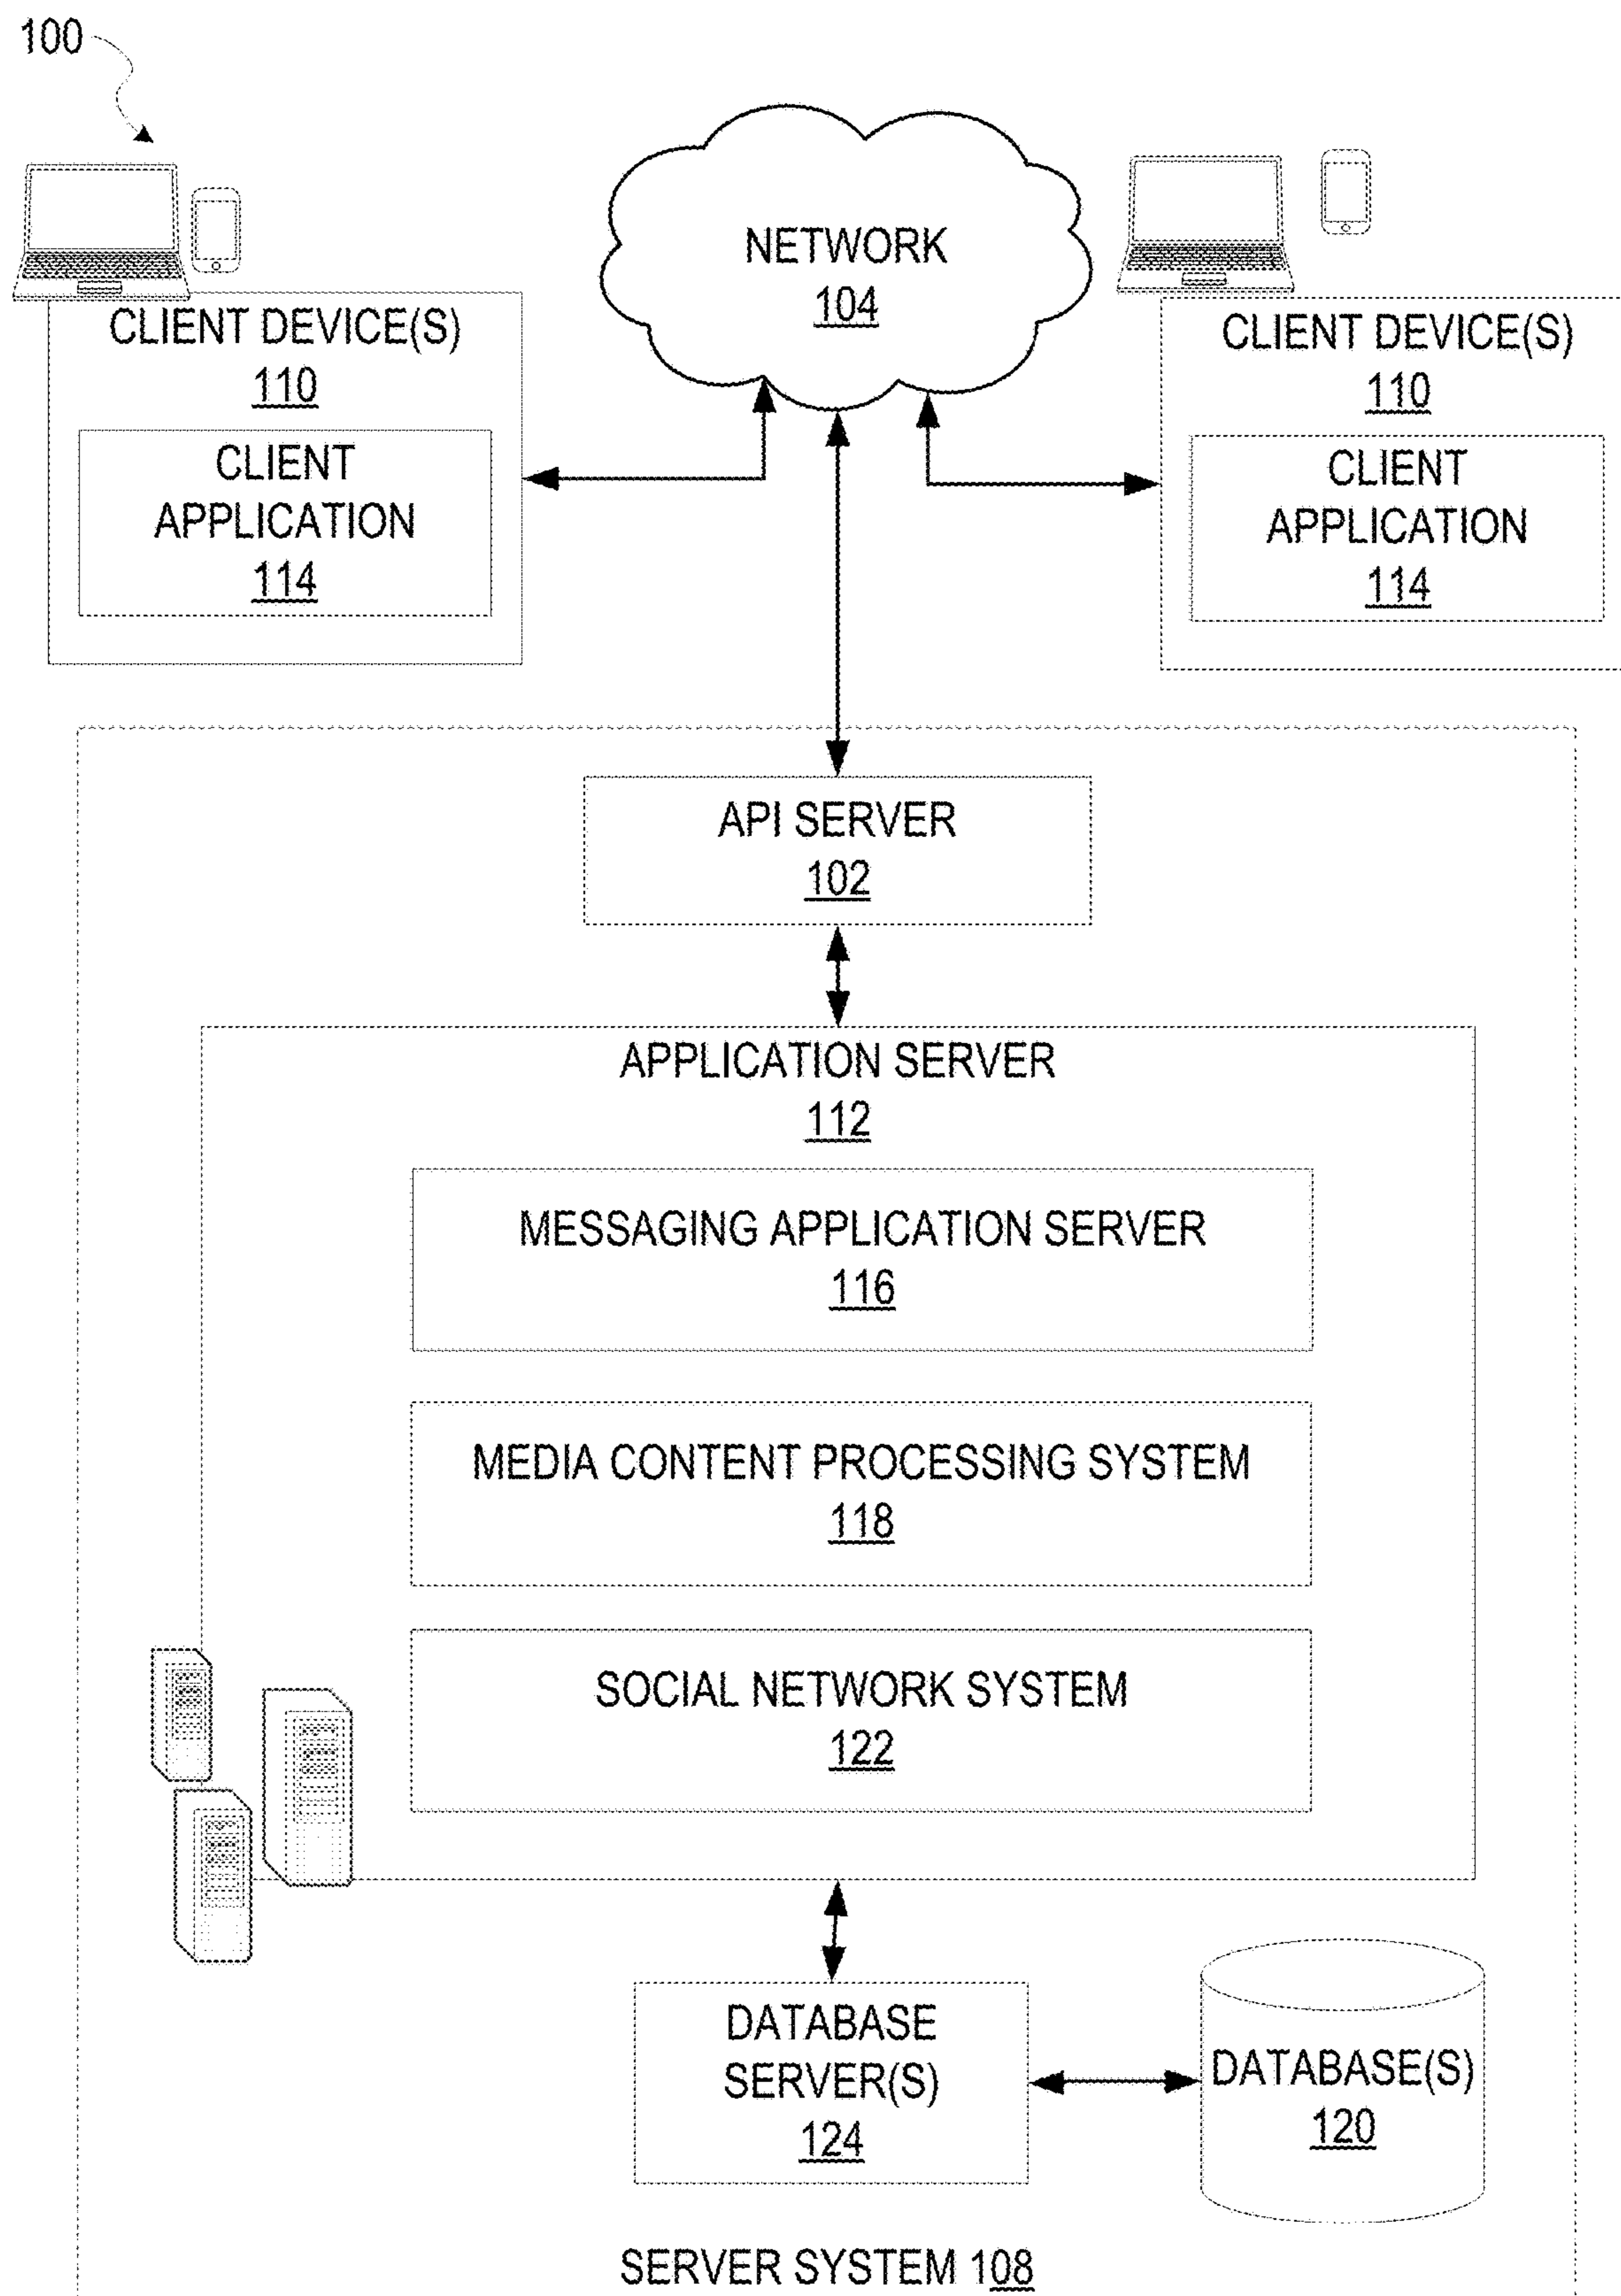 100
NETWORK
104
CLIENT DEVICE(S)
110
CLIENT
APPLICATION
114
CLIENT DEVICE(S)
110
CLIENT
APPLICATION
114
API SERVER
102
APPLICATION SERVER
112
MESSAGING APPLICATION SERVER
116
MEDIA CONTENT PROCESSING SYSTEM
118
SOCIAL NETWORK SYSTEM
122
DATABASE
SERVER(S)
124
DATABASE(S)
120
SERVER SYSTEM 108